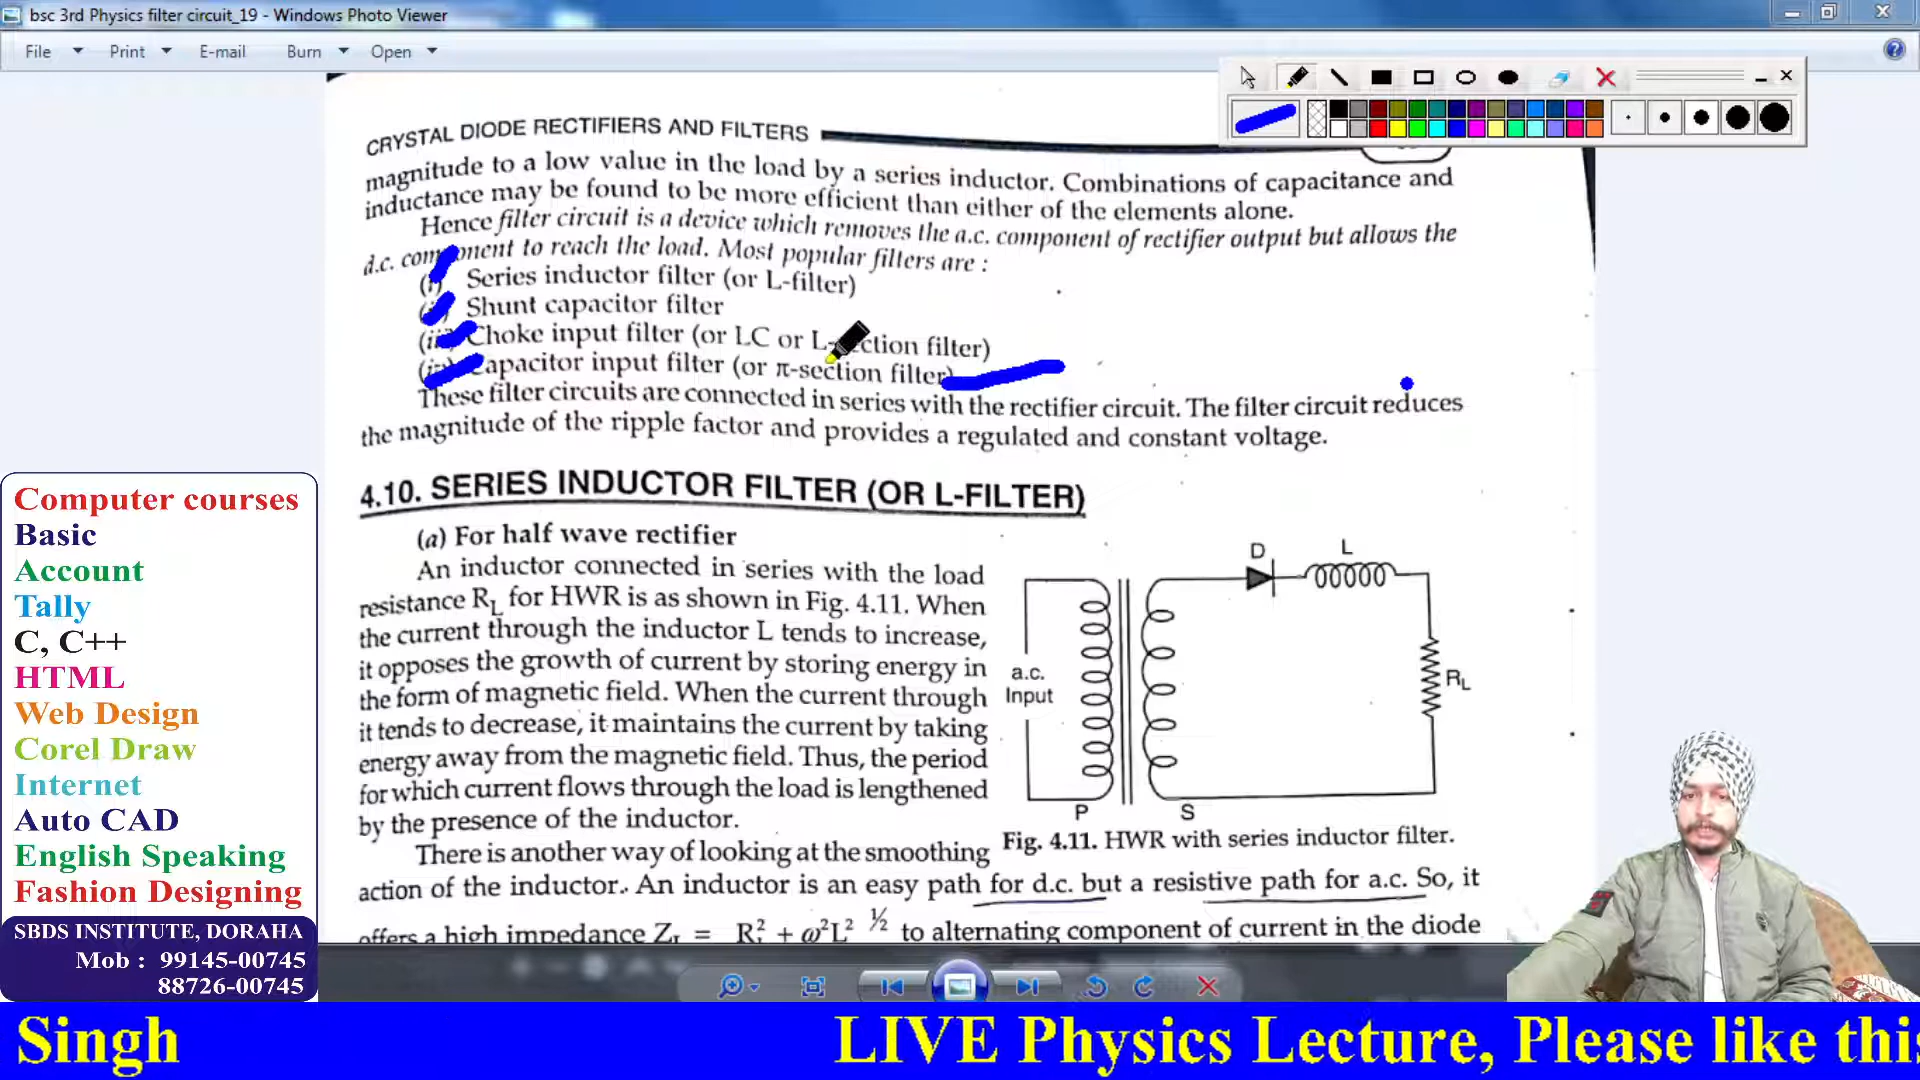 bsc 3rd Physics filter circuit_19 - Windows Photo Viewer
File Print E-mail Burn Open
CRYSTAL DIODE RECTIFIERS AND FILTERS
magnitude to a low value in the load by a series inductor. Combinations of capacitance and
inductance may be found to be more efficient than either of the elements alone.
Hence filter circuit is a device which removes the a.c. component of rectifier output but allows the
d.c. component to reach the load. Most popular filters are :
(i) Series inductor filter (or L-filter)
Shunt capacitor filter
Choke input filter (or LC or L-section filter)
Capacitor input filter (or π-section filter)
These filter circuits are connected in series with the rectifier circuit. The filter circuit reduces
the magnitude of the ripple factor and provides a regulated and constant voltage.
4.10. SERIES INDUCTOR FILTER (OR L-FILTER)
(a) For half wave rectifier
An inductor connected in series with the load
resistance RL for HWR is as shown in Fig. 4.11. When
the current through the inductor L tends to increase,
it opposes the growth of current by storing energy in
the form of magnetic field. When the current through
it tends to decrease, it maintains the current by taking
energy away from the magnetic field. Thus, the period
for which current flows through the load is lengthened
by the presence of the inductor.
D L
a.c.
Input
RL
P S
Fig. 4.11. HWR with series inductor filter.
There is another way of looking at the smoothing
action of the inductor. An inductor is an easy path for d.c. but a resistive path for a.c. So, it
offers a high impedance ZL = R²L + ω²L² ½ to alternating component of current in the diode
Computer courses
Basic
Account
Tally
C, C++
HTML
Web Design
Corel Draw
Internet
Auto CAD
English Speaking
Fashion Designing
SBDS INSTITUTE, DORAHA
Mob : 99145-00745
88726-00745
Singh LIVE Physics Lecture, Please like this